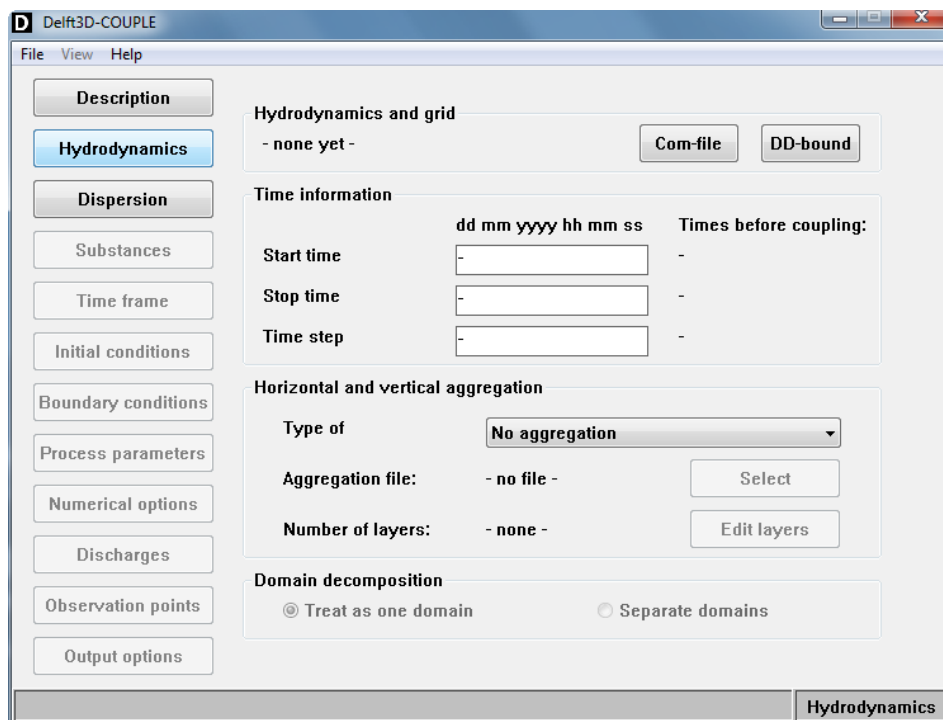 D Delft3D-COUPLE
File View Help
Description
Hydrodynamics
Dispersion
Substances
Time frame
Initial conditions
Boundary conditions
Process parameters
Numerical options
Discharges
Observation points
Output options
Hydrodynamics and grid
- none yet - Com-file DD-bound
Time information
dd mm yyyy hh mm ss Times before coupling:
Start time - -
Stop time - -
Time step - -
Horizontal and vertical aggregation
Type of No aggregation
Aggregation file: - no file - Select
Number of layers: - none - Edit layers
Domain decomposition
Treat as one domain Separate domains
Hydrodynamics